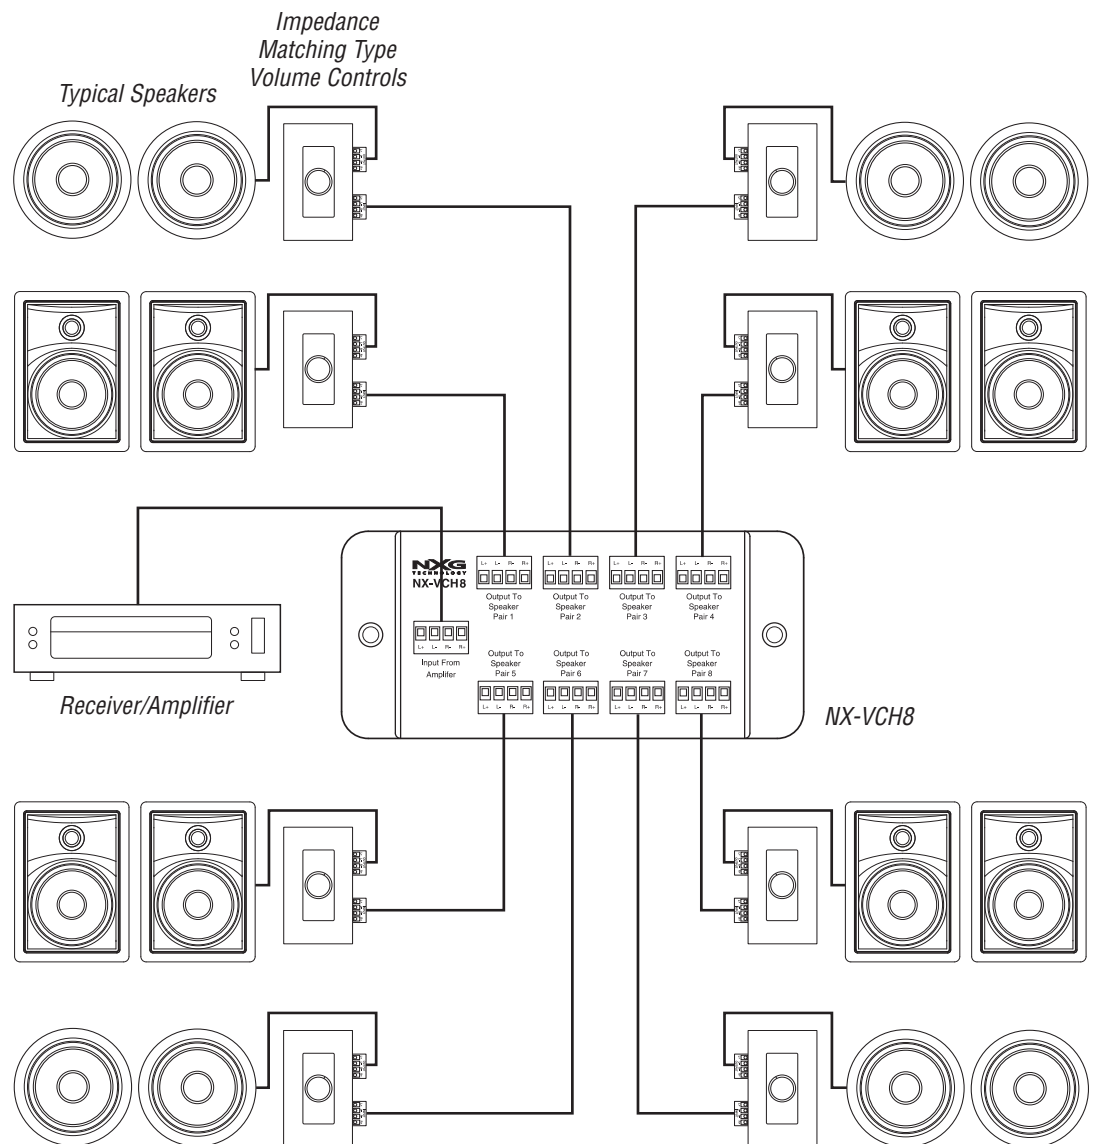 Impedance
Matching Type
Volume Controls
Typical Speakers
NXG
TECHNOLOGY
NX-VCH8
L+ L- R- R+
L+ L- R- R+
L+ L- R- R+
L+ L- R- R+
Output To
Speaker
Pair 1
Output To
Speaker
Pair 2
Output To
Speaker
Pair 3
Output To
Speaker
Pair 4
L+ L- R- R+
Input From
Amplifer
Output To
Speaker
Pair 5
Output To
Speaker
Pair 6
Output To
Speaker
Pair 7
Output To
Speaker
Pair 8
L+ L- R- R+
L+ L- R- R+
L+ L- R- R+
L+ L- R- R+
Receiver/Amplifier
NX-VCH8